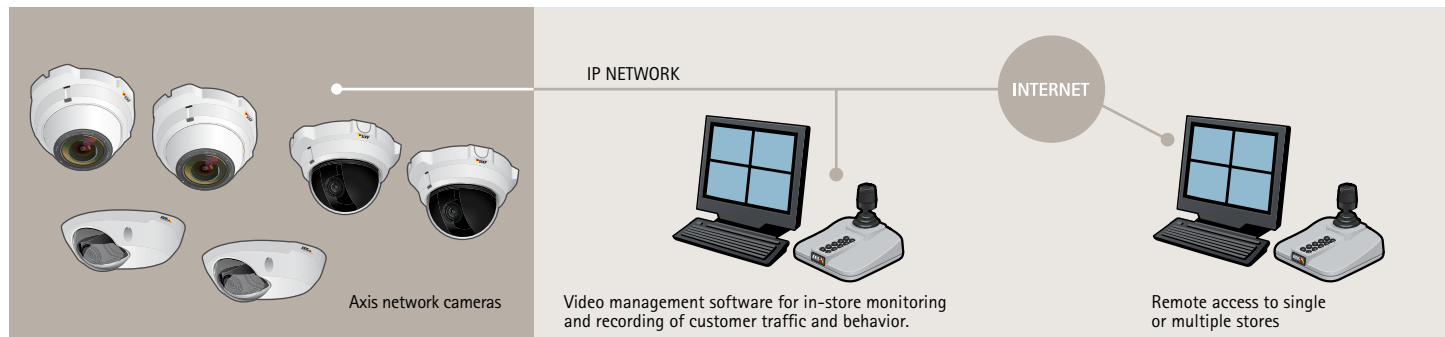 IP NETWORK
INTERNET
Axis network cameras
Video management software for in-store monitoring
and recording of customer traffic and behavior.
Remote access to single
or multiple stores